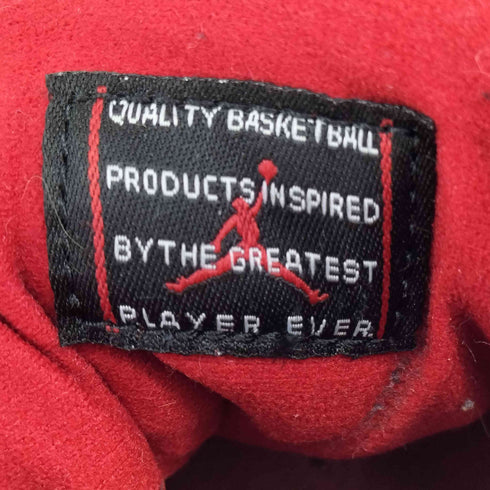 QUALITY BASKETBALL
PRODUCTS INSPIRED
BY THE GREATEST
PLAYER EVER